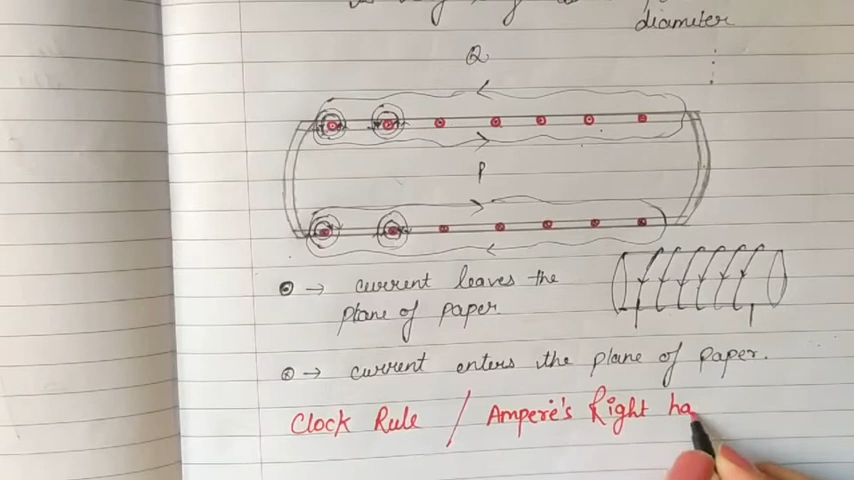 diameter
Q
P
⊙ → current leaves the
plane of paper.
⊗ → current enters the plane of paper.
Clock Rule / Ampere's Right ha